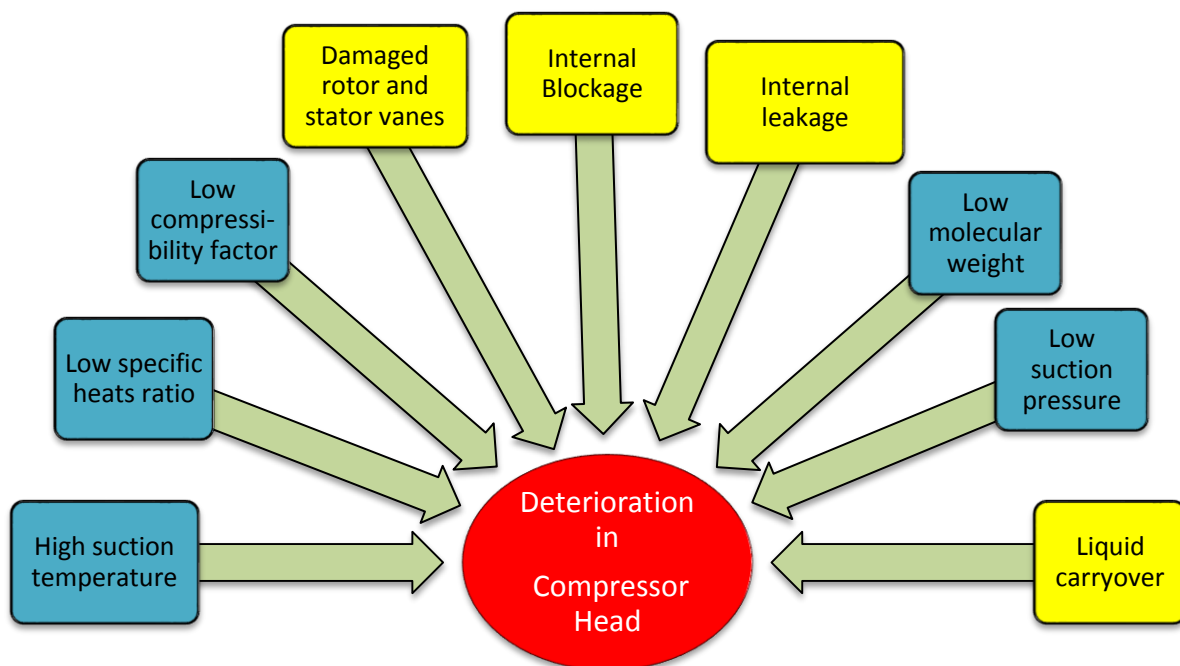 Damaged
rotor and
stator vanes
Internal
Blockage
Internal
leakage
Low
compressi-
bility factor
Low
molecular
weight
Low specific
heats ratio
Low
suction
pressure
High suction
temperature
Deterioration
in
Compressor
Head
Liquid
carryover